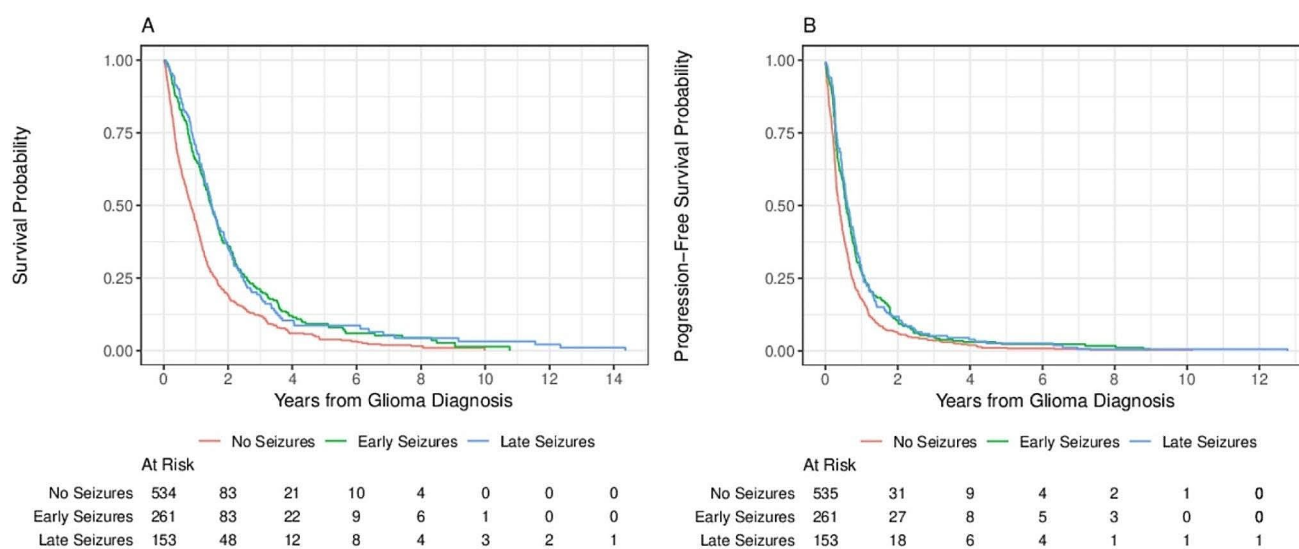 A
Survival Probability
1.00
0.75
0.50
0.25
0.00
0 2 4 6 8 10 12 14
Years from Glioma Diagnosis
No Seizures Early Seizures Late Seizures
At Risk
No Seizures 534 83 21 10 4 0 0 0
Early Seizures 261 83 22 9 6 1 0 0
Late Seizures 153 48 12 8 4 3 2 1
B
Progression-Free Survival Probability
1.00
0.75
0.50
0.25
0.00
0 2 4 6 8 10 12
Years from Glioma Diagnosis
No Seizures Early Seizures Late Seizures
At Risk
No Seizures 535 31 9 4 2 1 0
Early Seizures 261 27 8 5 3 0 0
Late Seizures 153 18 6 4 1 1 1